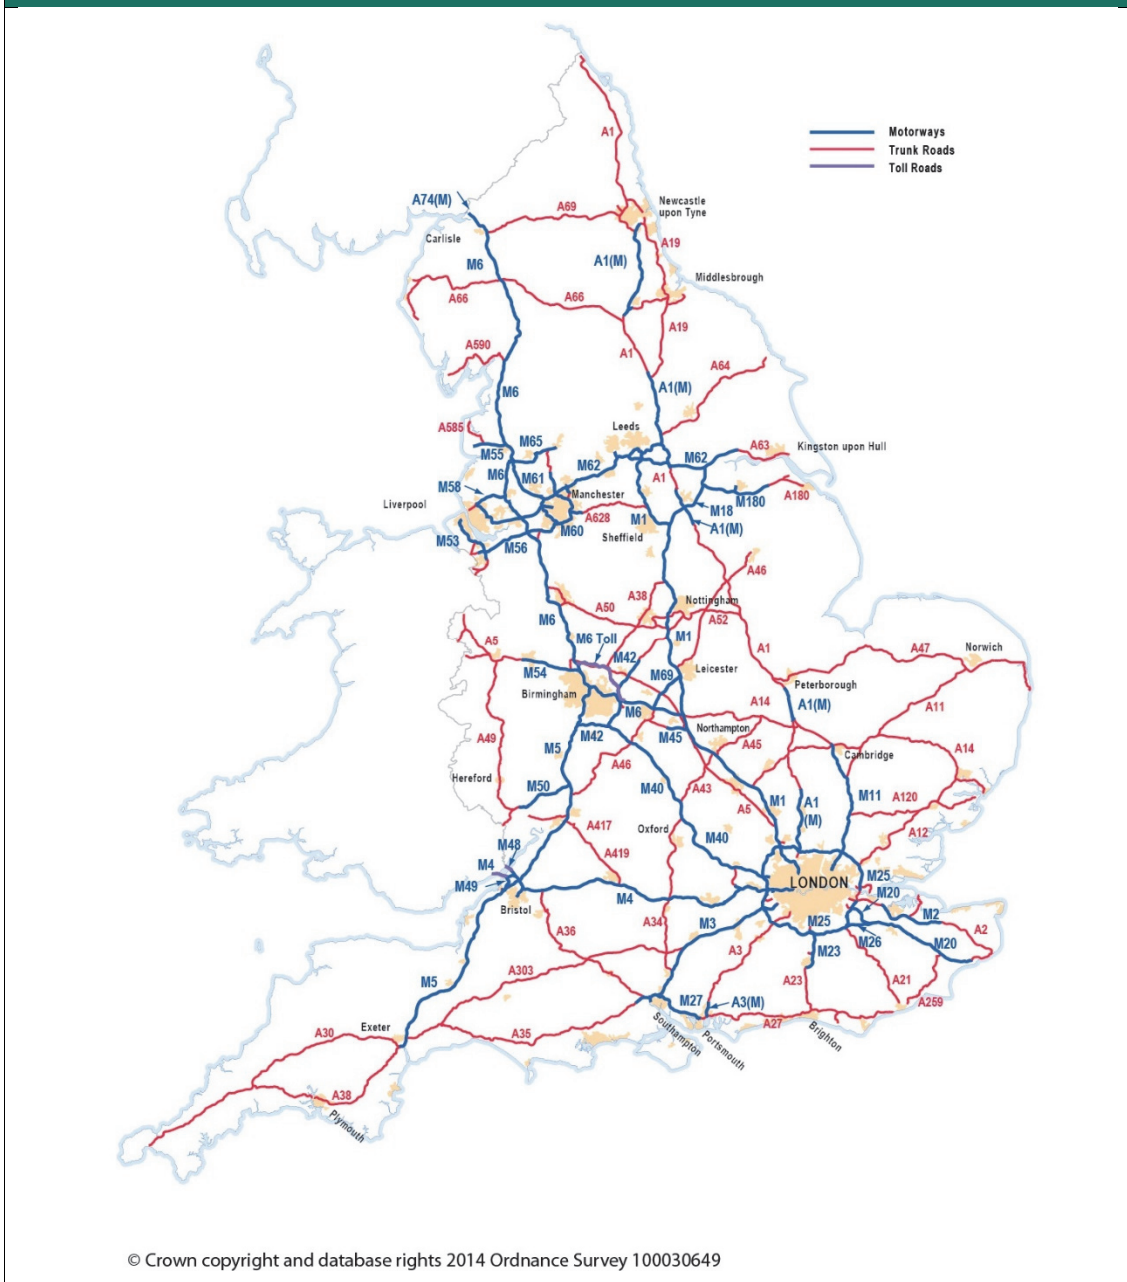 Motorways
Trunk Roads
Toll Roads
A1
A74(M)
A69
Newcastle
upon Tyne
Carlisle
A19
M6
A1(M)
Middlesbrough
A66
A66
A19
A590
A1
A64
M6
A1(M)
A585
Leeds
M65
A63
Kingston upon Hull
M55
M62
M62
M6
M61
A1
M58
Manchester
M180
A180
Liverpool
M18
A628
M1
A1(M)
M60
Sheffield
M53
M56
A46
A38
Nottingham
A50
M6
A52
M6 Toll
M1
A5
A1
A47
Norwich
M42
M54
M69
Leicester
Peterborough
Birmingham
A14
A1(M)
A11
M6
Northampton
M42
M45
A49
A45
M5
Cambridge
A14
A46
Hereford
M50
M40
A43
A5
M1
A1
(M)
M11
A120
A417
Oxford
M40
A12
M48
A419
M4
M25
LONDON
M49
M20
M4
Bristol
M2
A34
M3
M25
A36
A3
M23
M26
A2
M20
A303
M5
A23
A21
M27
A3(M)
A259
A30
Exeter
A35
A27
Southampton
Portsmouth
Brighton
A38
Plymouth
© Crown copyright and database rights 2014 Ordnance Survey 100030649